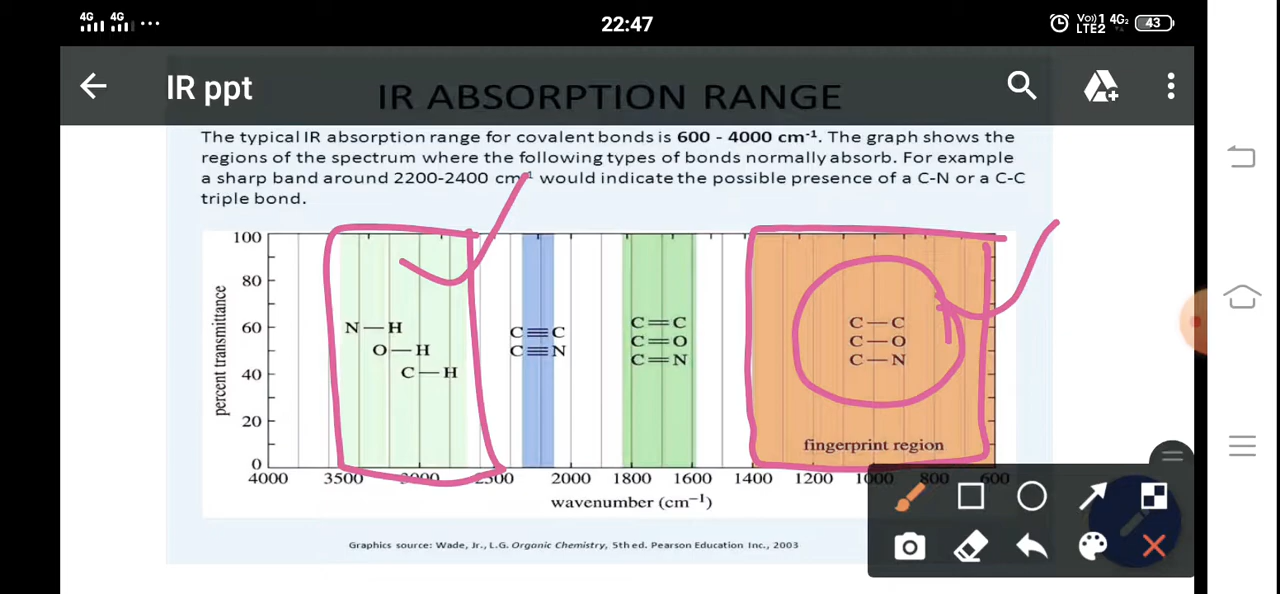 4G 4G ... 22:47 Vo)) 1 4G2 LTE2 43
IR ppt
IR ABSORPTION RANGE
The typical IR absorption range for covalent bonds is 600 - 4000 cm-1. The graph shows the
regions of the spectrum where the following types of bonds normally absorb. For example
a sharp band around 2200-2400 cm-1 would indicate the possible presence of a C-N or a C-C
triple bond.
100
80
60
40
20
0
percent transmittance
N—H
O—H
C—H
C≡C
C≡N
C=C
C=O
C=N
C—C
C—O
C—N
fingerprint region
4000 3500 3000 2500 2000 1800 1600 1400 1200 1000 800 600
wavenumber (cm−1)
Graphics source: Wade, Jr., L.G. Organic Chemistry, 5th ed. Pearson Education Inc., 2003